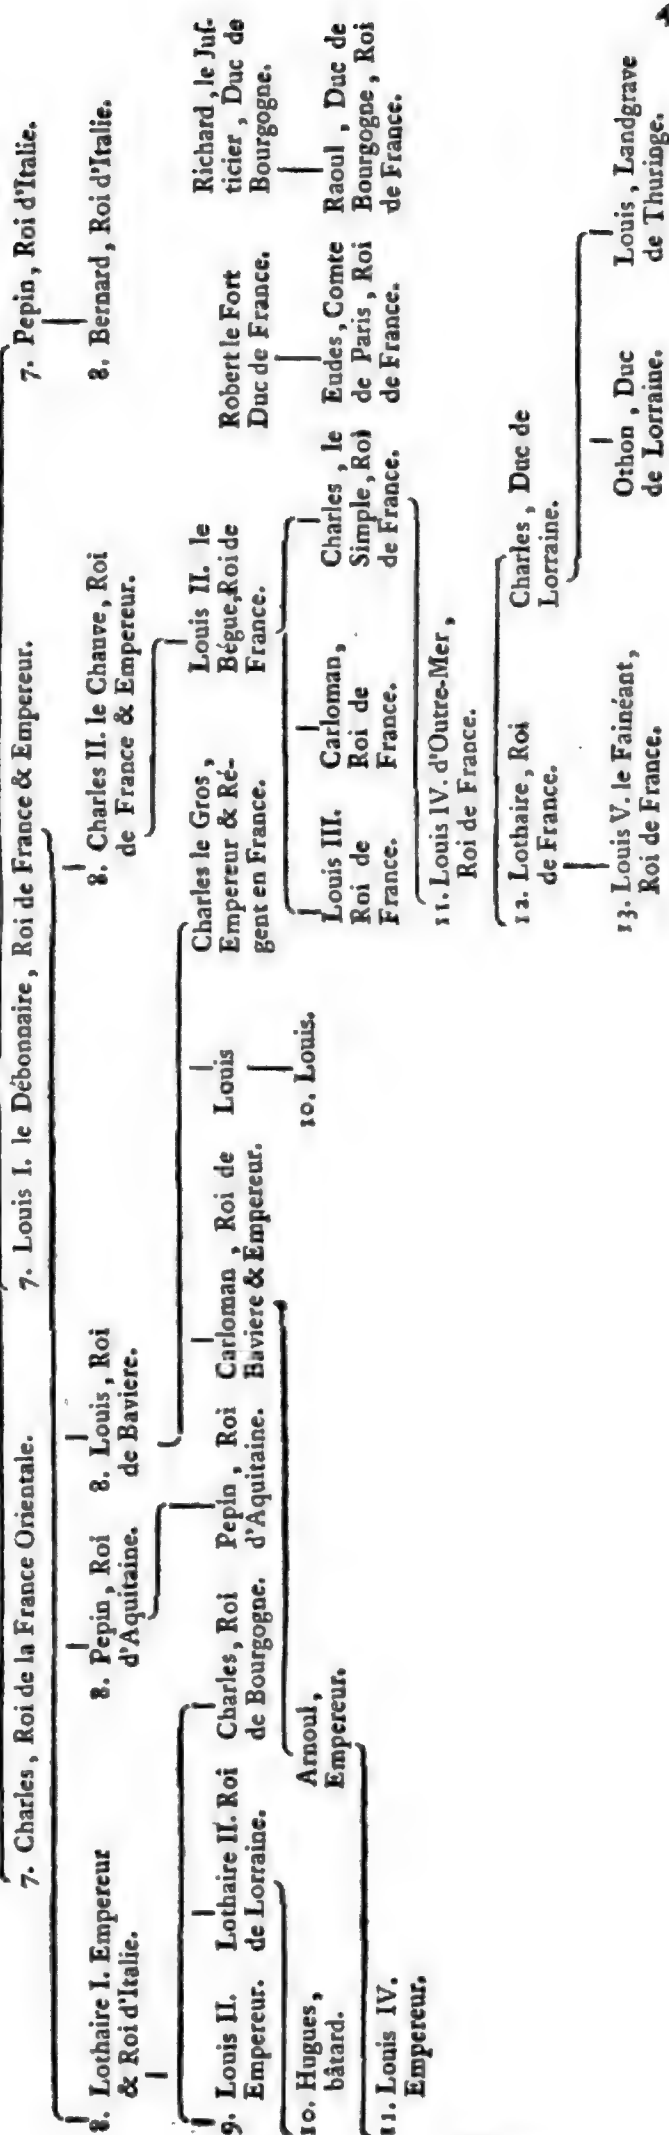 7. Charles, Roi de la France Orientale.
7. Louis I. le Débonnaire, Roi de France & Empereur.
7. Pepin, Roi d'Italie.
8. Lothaire I. Empereur
& Roi d'Italie.
8. Pepin, Roi
d'Aquitaine.
8. Louis, Roi
de Baviere.
8. Charles II. le Chauve, Roi
de France & Empereur.
8. Bernard, Roi d'Italie.
9. Louis II.
Empereur.
Lothaire II. Roi
de Lorraine.
Charles, Roi
de Bourgogne.
Pepin, Roi
d'Aquitaine.
Carloman, Roi de
Baviere & Empereur.
Louis
Charles le Gros,
Empereur & Ré-
gent en France.
Louis II. le
Bégue, Roi de
France.
Robert le Fort
Duc de France.
Richard, le Juf-
ticier, Duc de
Bourgogne.
10. Hugues,
bâtard.
Arnoul,
Empereur.
10. Louis.
Louis III.
Roi de
France.
Carloman,
Roi de
France.
Charles, le
Simple, Roi
de France.
Eudes, Comte
de Paris, Roi
de France.
Raoul, Duc de
Bourgogne, Roi
de France.
11. Louis IV.
Empereur.
11. Louis IV. d'Outre-Mer,
Roi de France.
12. Lothaire, Roi
de France.
Charles, Duc de
Lorraine.
13. Louis V. le Fainéant,
Roi de France.
Othon, Duc
de Lorraine.
Louis, Landgrave
de Thuringe.